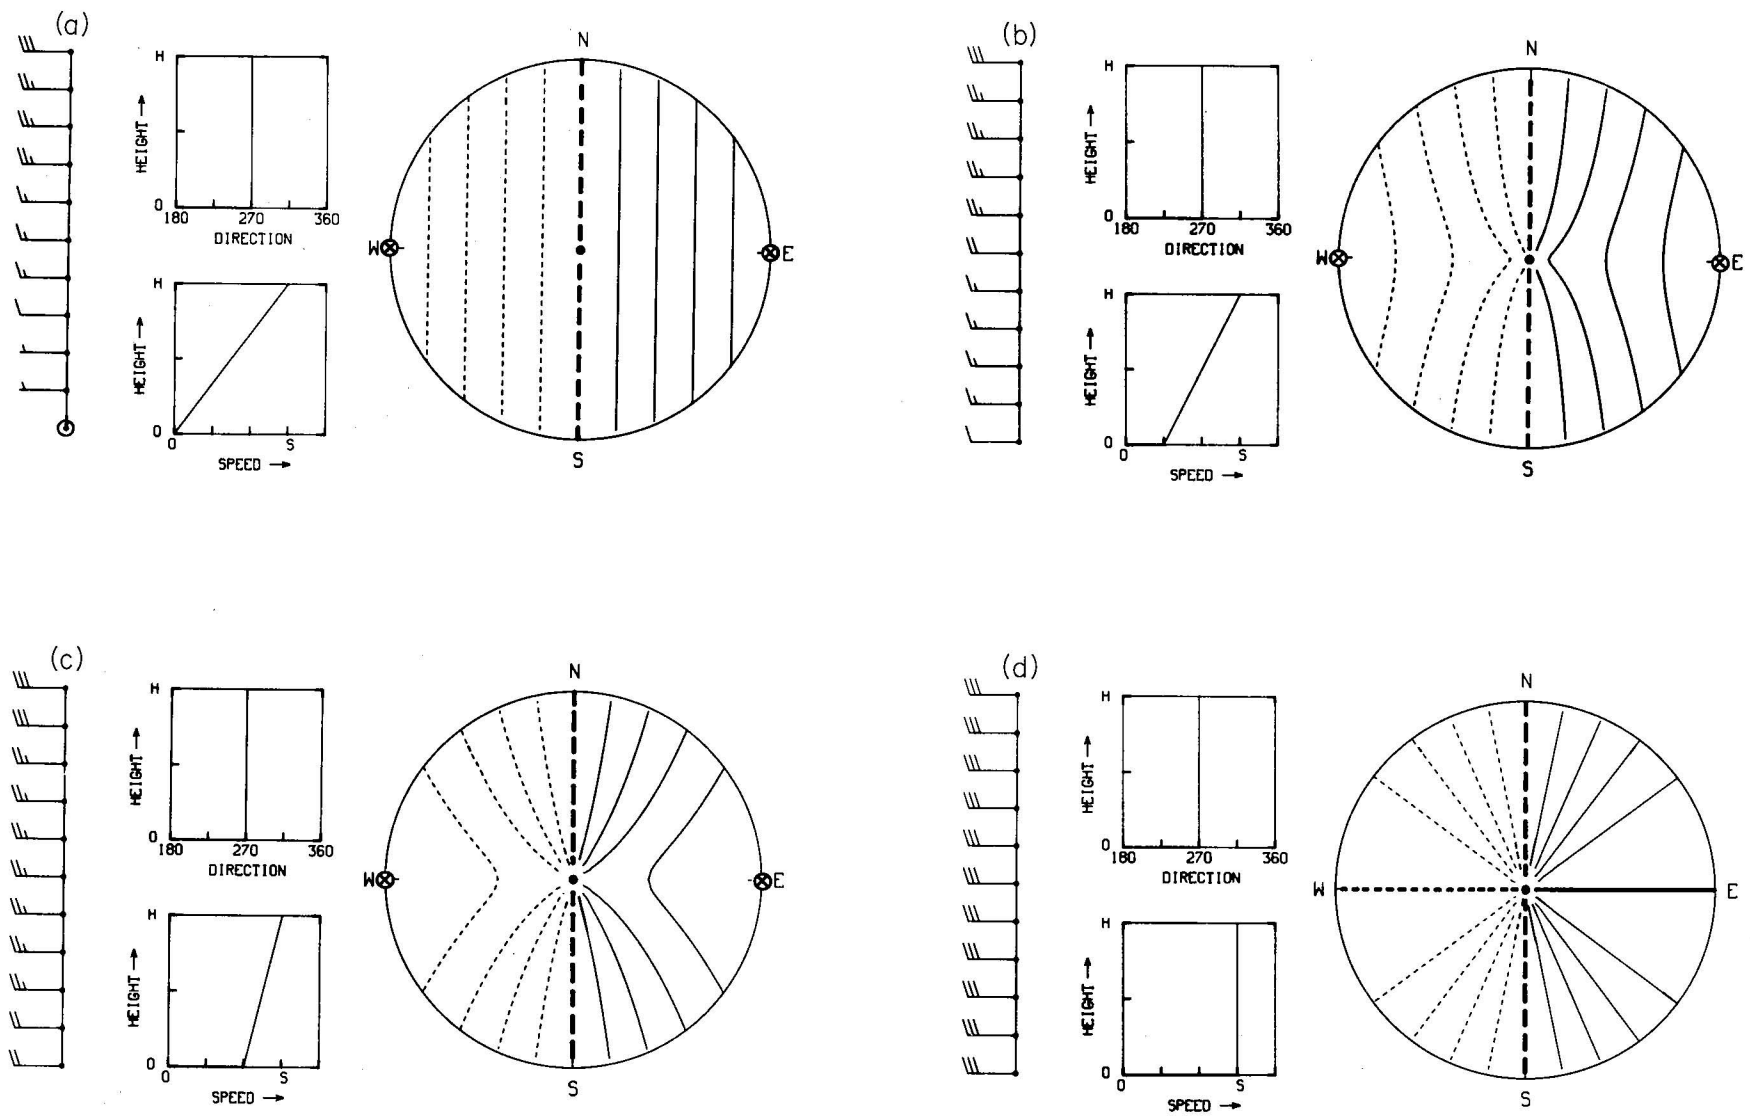 (a)
H
HEIGHT →
0
180 270 360
DIRECTION
H
HEIGHT →
0
0 S
SPEED →
N
W
E
S
(b)
H
HEIGHT →
0
180 270 360
DIRECTION
H
HEIGHT →
0
0 S
SPEED →
N
W
E
S
(c)
H
HEIGHT →
0
180 270 360
DIRECTION
H
HEIGHT →
0
0 S
SPEED →
N
W
E
S
(d)
H
HEIGHT →
0
180 270 360
DIRECTION
H
HEIGHT →
0
0 S
SPEED →
N
W
E
S